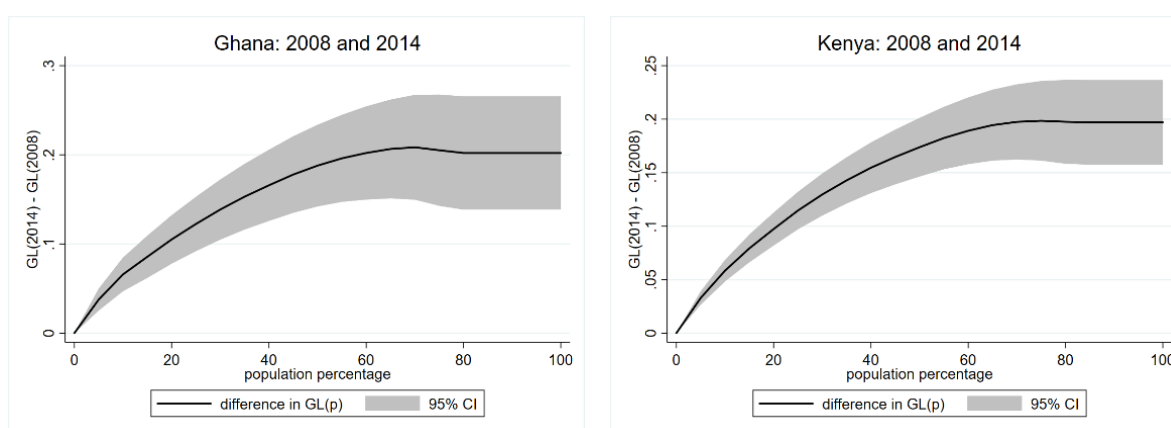 Ghana: 2008 and 2014
GL(2014) - GL(2008)
.3
.2
.1
0
0 20 40 60 80 100
population percentage
difference in GL(p) 95% CI
Kenya: 2008 and 2014
GL(2014) - GL(2008)
.25
.2
.15
.1
.05
0
0 20 40 60 80 100
population percentage
difference in GL(p) 95% CI